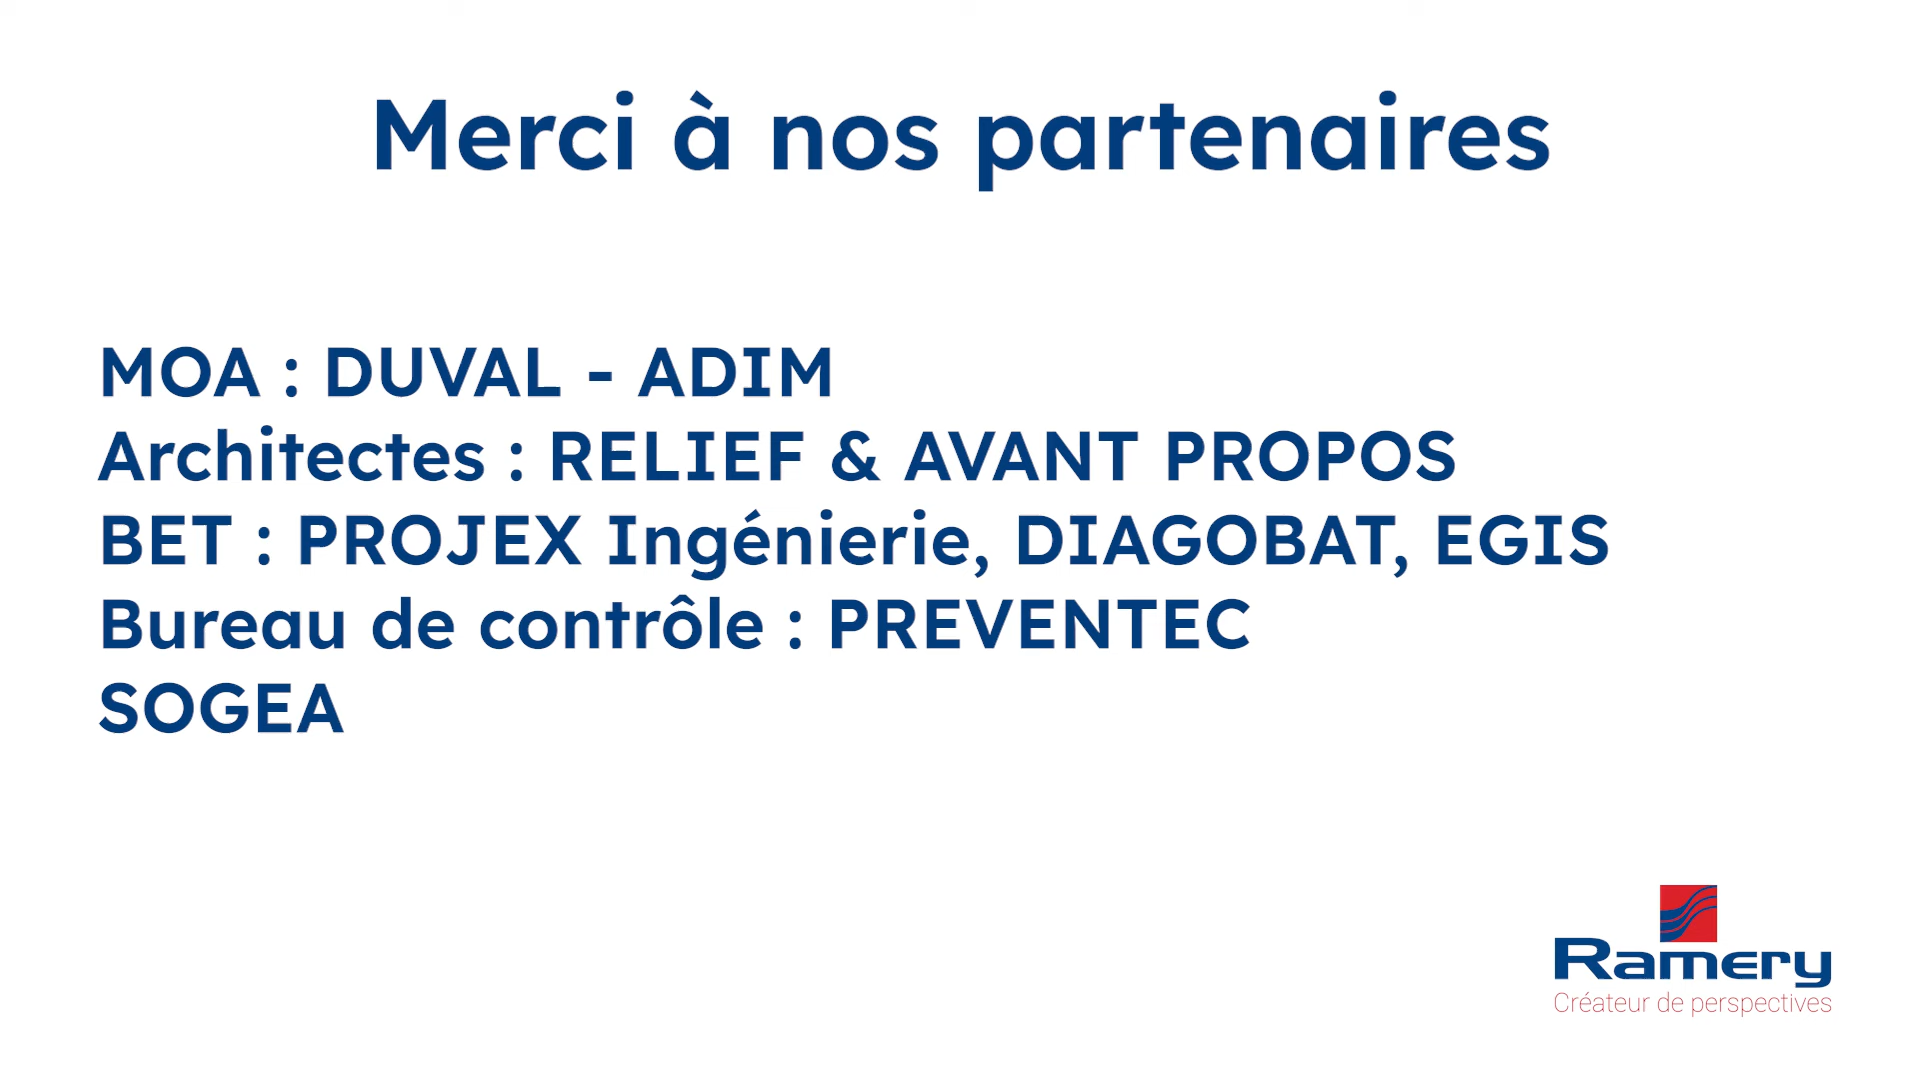 Merci à nos partenaires
MOA : DUVAL - ADIM
Architectes : RELIEF & AVANT PROPOS
BET : PROJEX Ingénierie, DIAGOBAT, EGIS
Bureau de contrôle : PREVENTEC
SOGEA
Ramery
Créateur de perspectives